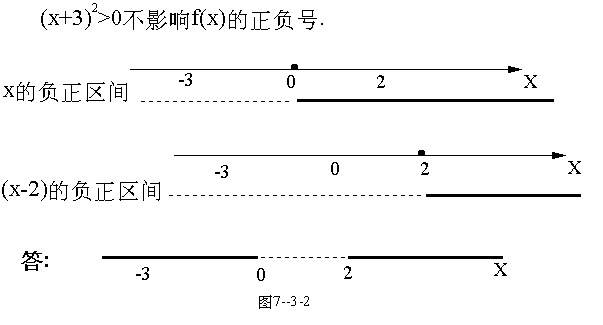 (x+3)²>0不影响f(x)的正负号.
-3 0 2 X
x的负正区间
-3 0 2 X
(x-2)的负正区间
答:
-3 0 2 X
图7--3-2